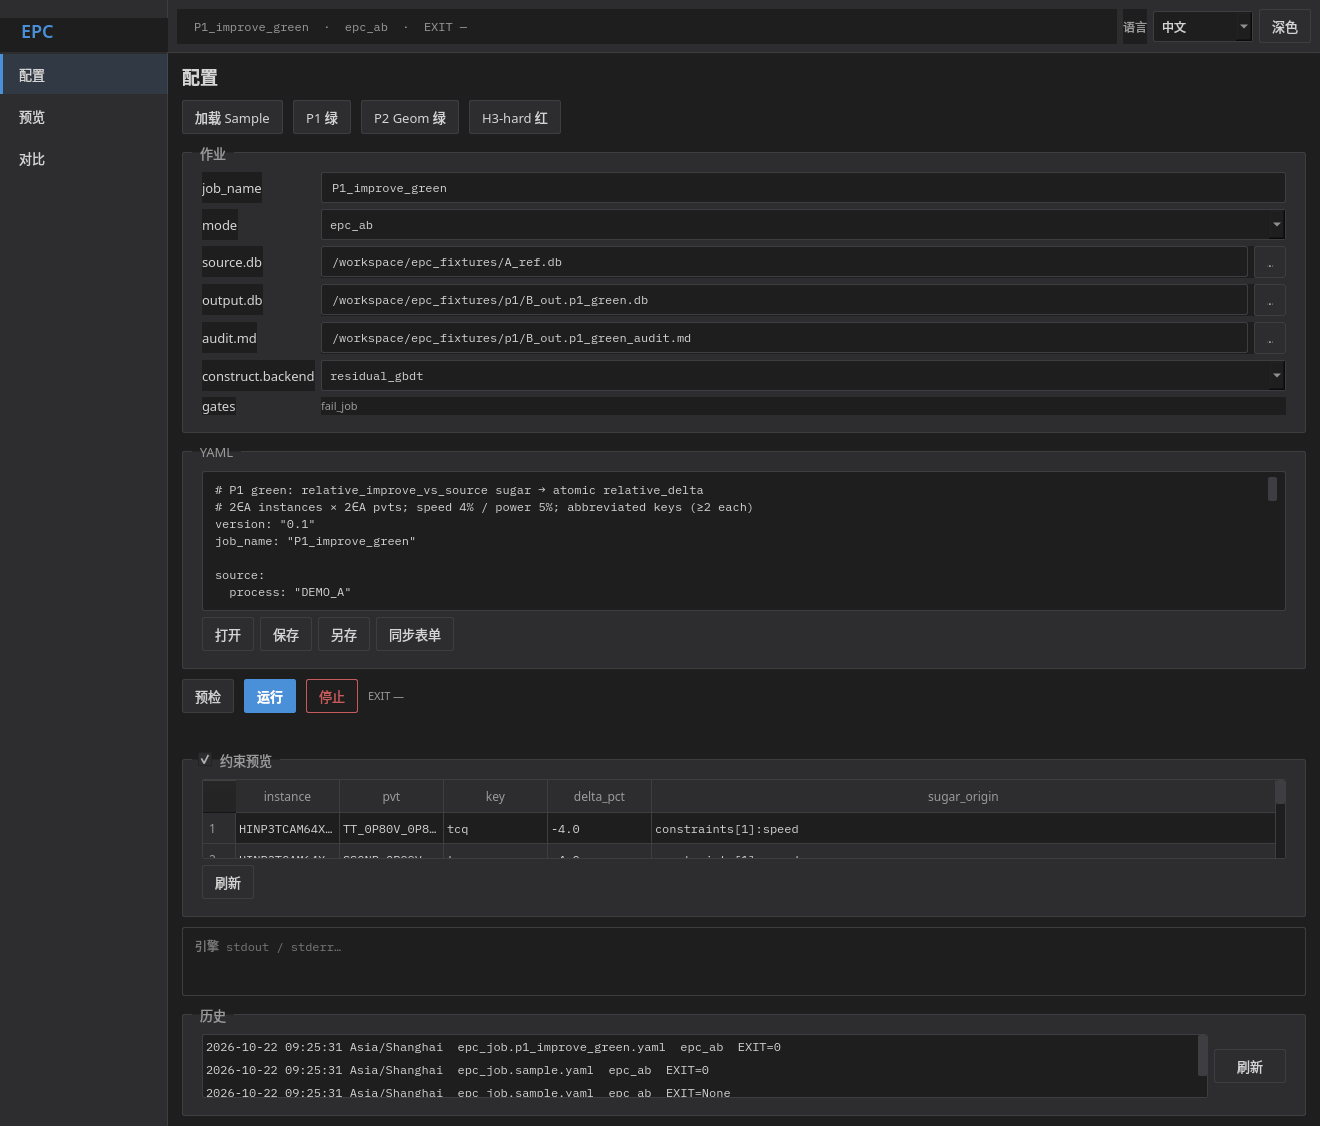 EPC
P1_improve_green · epc_ab · EXIT —
语言
中文
深色
配置
预览
对比
配置
加载 Sample
P1 绿
P2 Geom 绿
H3-hard 红
作业
job_name
P1_improve_green
mode
epc_ab
source.db
/workspace/epc_fixtures/A_ref.db
..
output.db
/workspace/epc_fixtures/p1/B_out.p1_green.db
..
audit.md
/workspace/epc_fixtures/p1/B_out.p1_green_audit.md
..
construct.backend
residual_gbdt
gates
fail_job
YAML
# P1 green: relative_improve_vs_source sugar → atomic relative_delta
# 2∈A instances × 2∈A pvts; speed 4% / power 5%; abbreviated keys (≥2 each)
version: "0.1"
job_name: "P1_improve_green"
source:
process: "DEMO_A"
打开
保存
另存
同步表单
预检
运行
停止
EXIT —
约束预览
instance pvt key delta_pct sugar_origin
1 HINP3TCAM64X… TT_0P80V_0P8… tcq -4.0 constraints[1]:speed
刷新
引擎 stdout / stderr…
历史
2026-10-22 09:25:31 Asia/Shanghai epc_job.p1_improve_green.yaml epc_ab EXIT=0
2026-10-22 09:25:31 Asia/Shanghai epc_job.sample.yaml epc_ab EXIT=0
2026-10-22 09:25:31 Asia/Shanghai epc_job.sample.yaml epc_ab EXIT=None
刷新